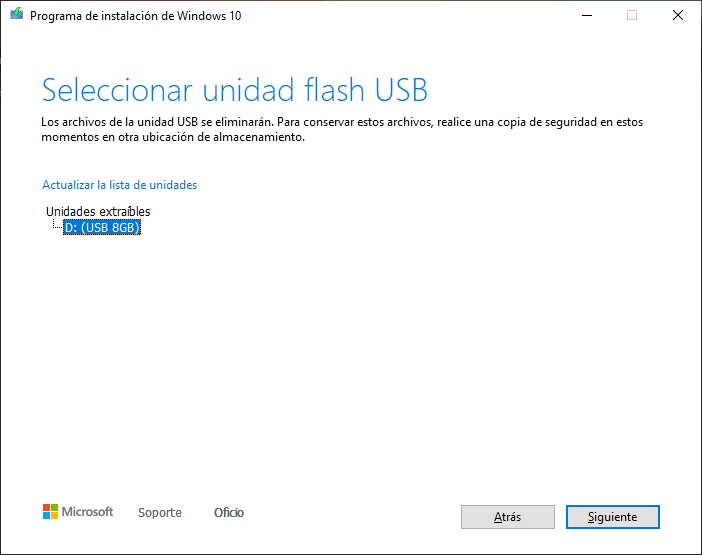 Programa de instalación de Windows 10
Seleccionar unidad flash USB
Los archivos de la unidad USB se eliminarán. Para conservar estos archivos, realice una copia de seguridad en estos
momentos en otra ubicación de almacenamiento.
Actualizar la lista de unidades
Unidades extraíbles
D: (USB 8GB)
Microsoft Soporte Oficio Atrás Siguiente